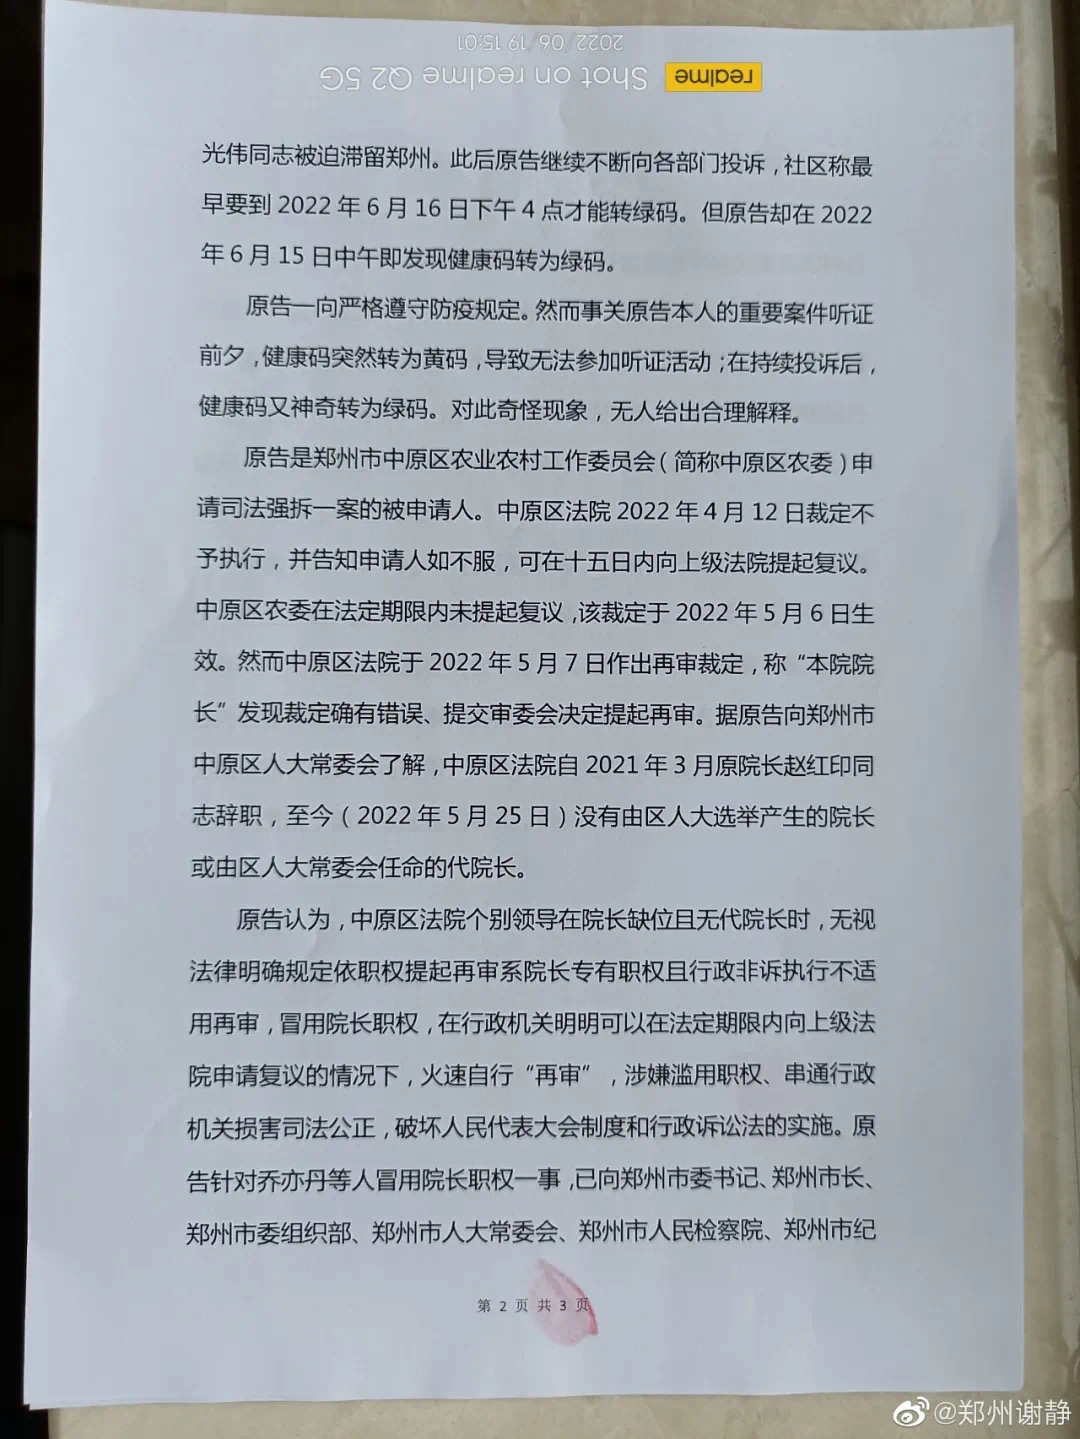 2022/06/19 15:01
Shot on realme Q2 5G
realme
光伟同志被迫滞留郑州。此后原告继续不断向各部门投诉，社区称最
早要到 2022 年 6 月 16 日下午 4 点才能转绿码。但原告却在 2022
年 6 月 15 日中午即发现健康码转为绿码。
原告一向严格遵守防疫规定。然而事关原告本人的重要案件听证
前夕，健康码突然转为黄码，导致无法参加听证活动；在持续投诉后，
健康码又神奇转为绿码。对此奇怪现象，无人给出合理解释。
原告是郑州市中原区农业农村工作委员会（简称中原区农委）申
请司法强拆一案的被申请人。中原区法院 2022 年 4 月 12 日裁定不
予执行，并告知申请人如不服，可在十五日内向上级法院提起复议。
中原区农委在法定期限内未提起复议，该裁定于 2022 年 5 月 6 日生
效。然而中原区法院于 2022 年 5 月 7 日作出再审裁定，称“本院院
长”发现裁定确有错误、提交审委会决定提起再审。据原告向郑州市
中原区人大常委会了解，中原区法院自 2021 年 3 月原院长赵红印同
志辞职，至今（2022 年 5 月 25 日）没有由区人大选举产生的院长
或由区人大常委会任命的代院长。
原告认为，中原区法院个别领导在院长缺位且无代院长时，无视
法律明确规定依职权提起再审系院长专有职权且行政非诉执行不适
用再审，冒用院长职权，在行政机关明明可以在法定期限内向上级法
院申请复议的情况下，火速自行“再审”，涉嫌滥用职权、串通行政
机关损害司法公正，破坏人民代表大会制度和行政诉讼法的实施。原
告针对乔亦丹等人冒用院长职权一事，已向郑州市委书记、郑州市长、
郑州市委组织部、郑州市人大常委会、郑州市人民检察院、郑州市纪
第 2 页 共 3 页
@郑州谢静